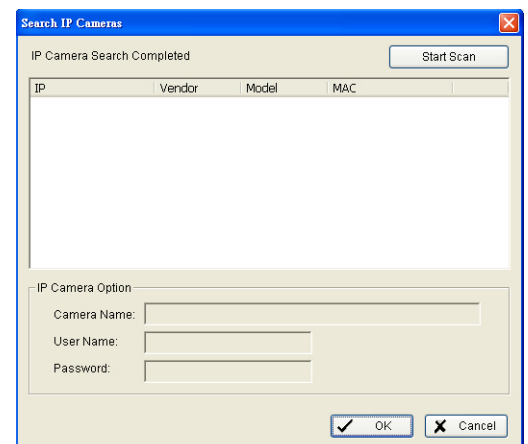 Search IP Cameras
IP Camera Search Completed
Start Scan
IP Vendor Model MAC
IP Camera Option
Camera Name:
User Name:
Password:
OK Cancel